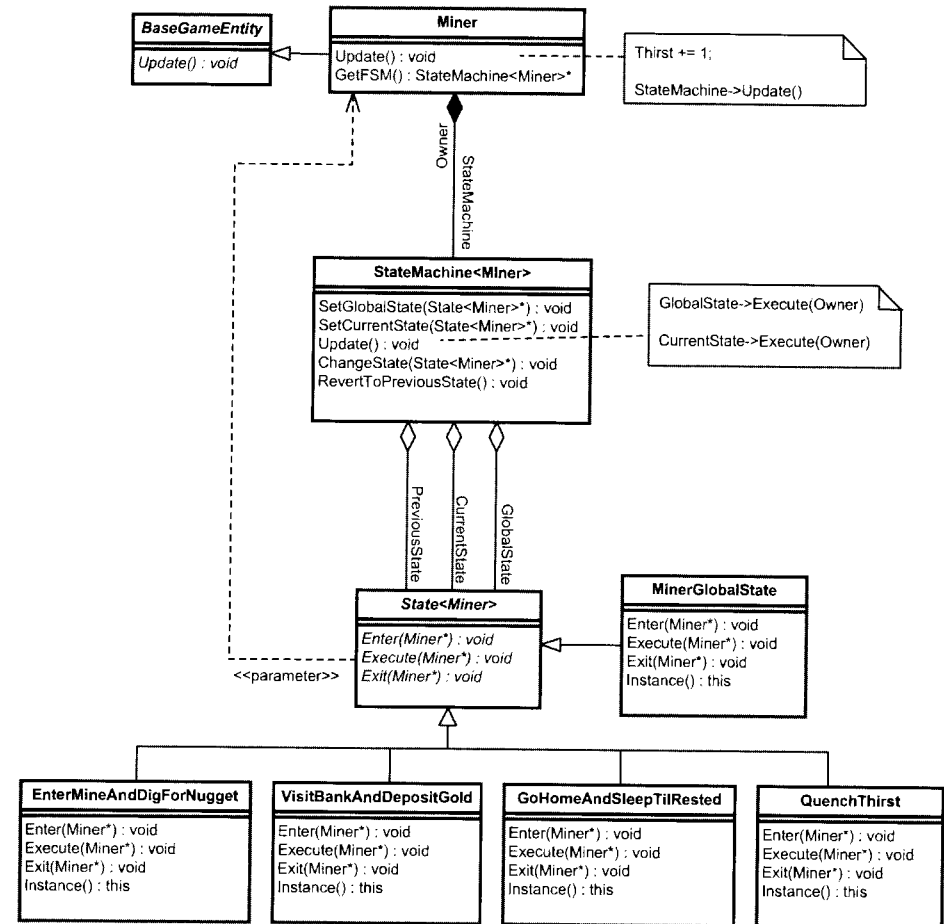 BaseGameEntity
Update() : void
Miner
Update() : void
GetFSM() : StateMachine<Miner>*
Thirst += 1;
StateMachine->Update()
Owner
StateMachine
StateMachine<MIner>
SetGlobalState(State<Miner>*) : void
SetCurrentState(State<Miner>*) : void
Update() : void
ChangeState(State<Miner>*) : void
RevertToPreviousState() : void
GlobalState->Execute(Owner)
CurrentState->Execute(Owner)
PreviousState
CurrentState
GlobalState
State<Miner>
Enter(Miner*) : void
Execute(Miner*) : void
Exit(Miner*) : void
<<parameter>>
MinerGlobalState
Enter(Miner*) : void
Execute(Miner*) : void
Exit(Miner*) : void
Instance() : this
EnterMineAndDigForNugget
Enter(Miner*) : void
Execute(Miner*) : void
Exit(Miner*) : void
Instance() : this
VisitBankAndDepositGold
Enter(Miner*) : void
Execute(Miner*) : void
Exit(Miner*) : void
Instance() : this
GoHomeAndSleepTilRested
Enter(Miner*) : void
Execute(Miner*) : void
Exit(Miner*) : void
Instance() : this
QuenchThirst
Enter(Miner*) : void
Execute(Miner*) : void
Exit(Miner*) : void
Instance() : this